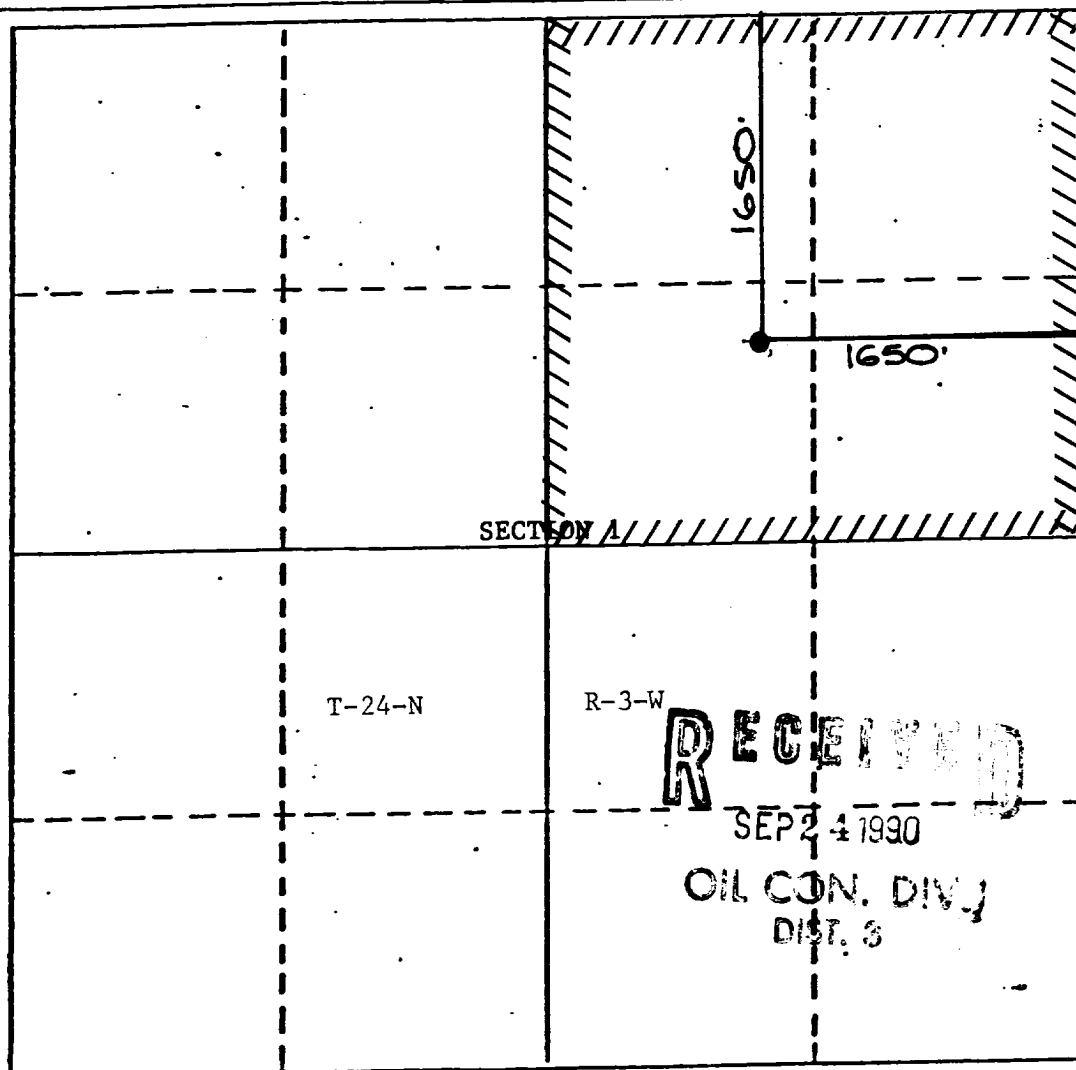 1650'
1650'
SECTION 1
T-24-N R-3-W
RECEIVED
SEP 24 1990
OIL CON. DIV.
DIST. 3